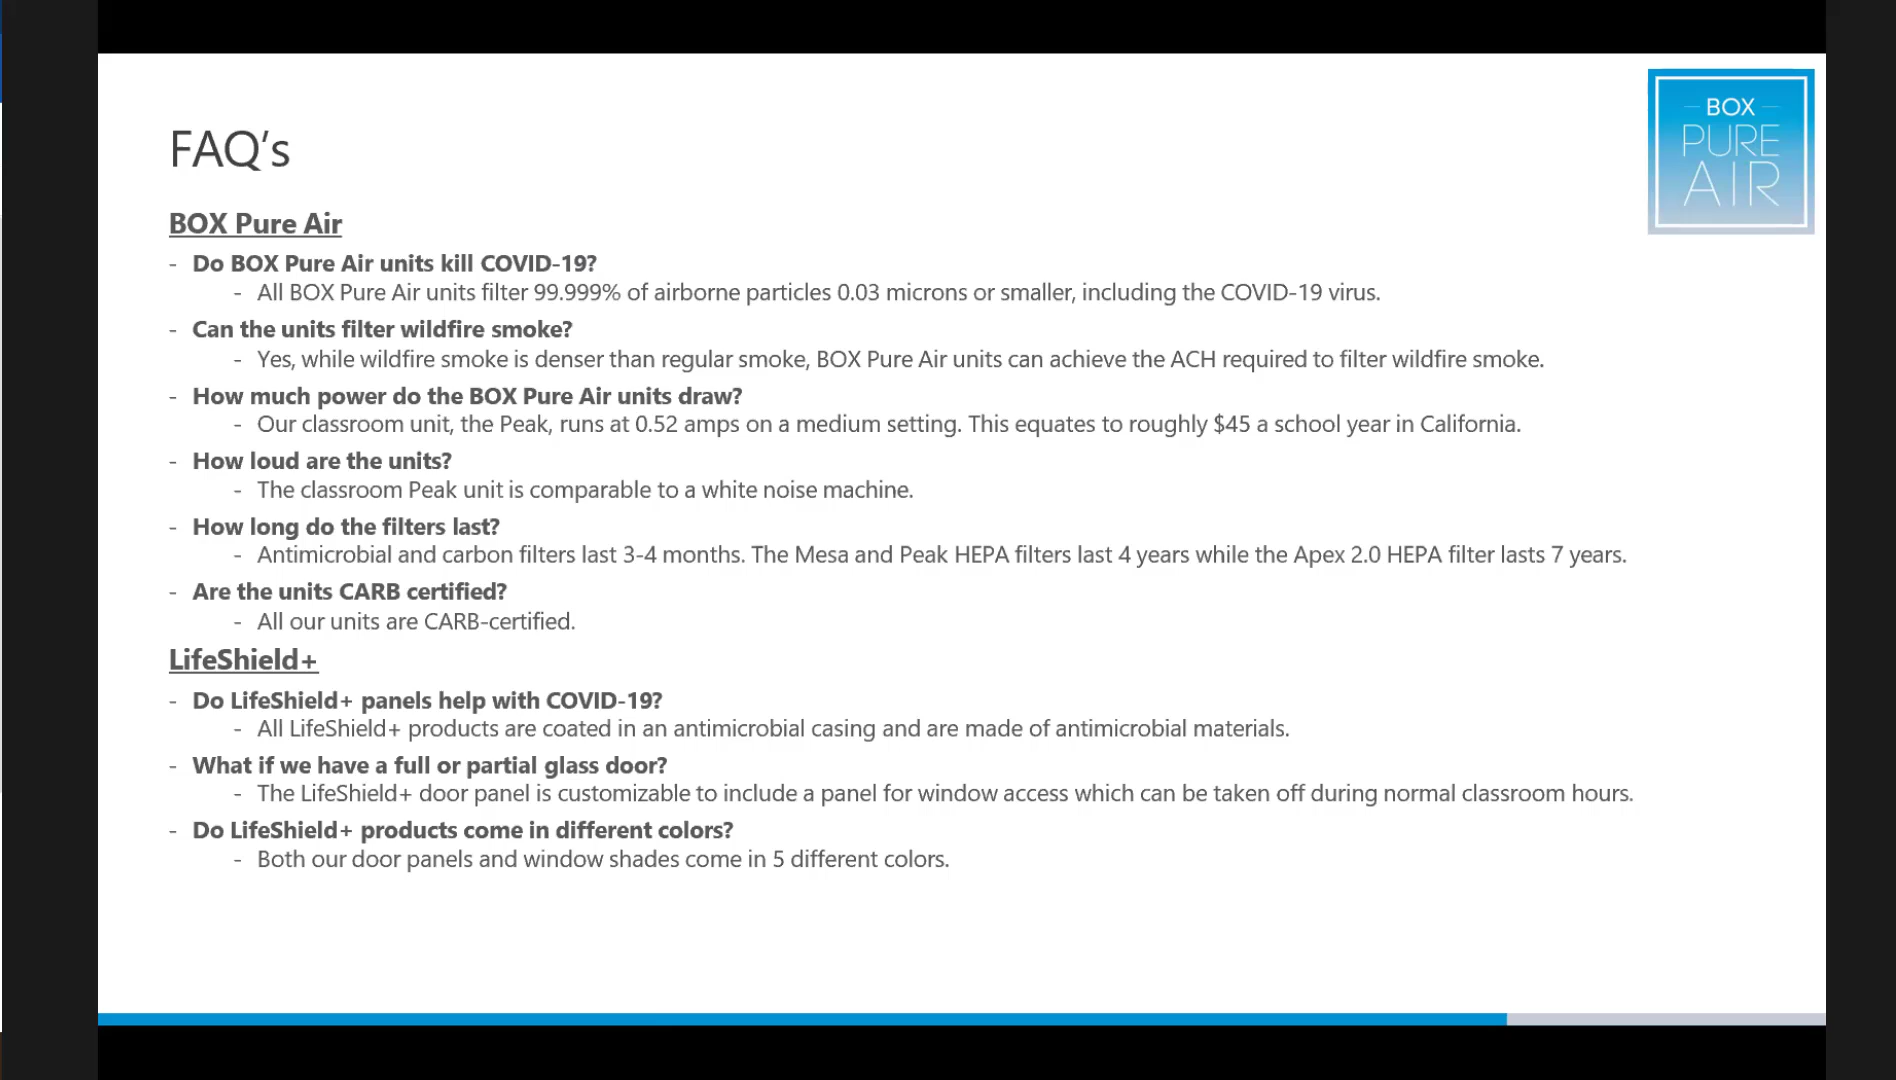 BOX
PURE
AIR
FAQ’s
BOX Pure Air
- Do BOX Pure Air units kill COVID-19?
- All BOX Pure Air units filter 99.999% of airborne particles 0.03 microns or smaller, including the COVID-19 virus.
- Can the units filter wildfire smoke?
- Yes, while wildfire smoke is denser than regular smoke, BOX Pure Air units can achieve the ACH required to filter wildfire smoke.
- How much power do the BOX Pure Air units draw?
- Our classroom unit, the Peak, runs at 0.52 amps on a medium setting. This equates to roughly $45 a school year in California.
- How loud are the units?
- The classroom Peak unit is comparable to a white noise machine.
- How long do the filters last?
- Antimicrobial and carbon filters last 3-4 months. The Mesa and Peak HEPA filters last 4 years while the Apex 2.0 HEPA filter lasts 7 years.
- Are the units CARB certified?
- All our units are CARB-certified.
LifeShield+
- Do LifeShield+ panels help with COVID-19?
- All LifeShield+ products are coated in an antimicrobial casing and are made of antimicrobial materials.
- What if we have a full or partial glass door?
- The LifeShield+ door panel is customizable to include a panel for window access which can be taken off during normal classroom hours.
- Do LifeShield+ products come in different colors?
- Both our door panels and window shades come in 5 different colors.